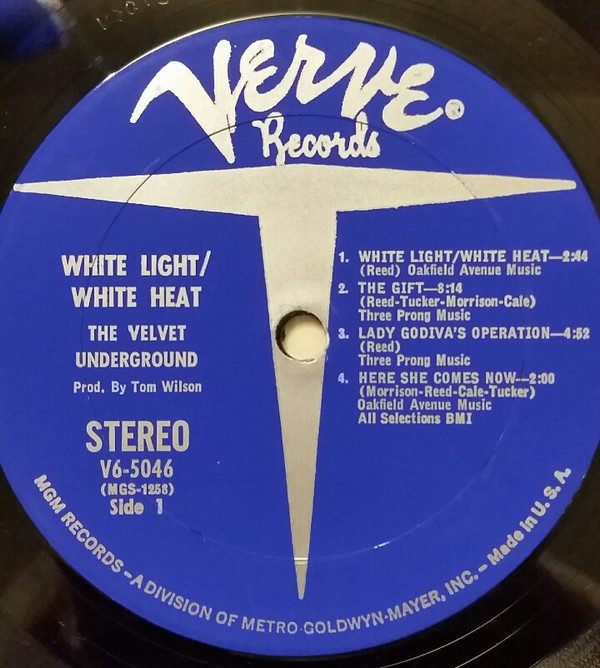 Verve
Records
WHITE LIGHT/
WHITE HEAT
THE VELVET
UNDERGROUND
Prod. By Tom Wilson
STEREO
V6-5046
(MGS-1258)
Side 1
1. WHITE LIGHT/WHITE HEAT—2:44
(Reed) Oakfield Avenue Music
2. THE GIFT—8:14
(Reed-Tucker-Morrison-Cale)
Three Prong Music
3. LADY GODIVA'S OPERATION—4:52
(Reed)
Three Prong Music
4. HERE SHE COMES NOW—2:00
(Morrison-Reed-Cale-Tucker)
Oakfield Avenue Music
All Selections BMI
MGM RECORDS – A DIVISION OF METRO-GOLDWYN-MAYER, INC. – Made in U. S. A.